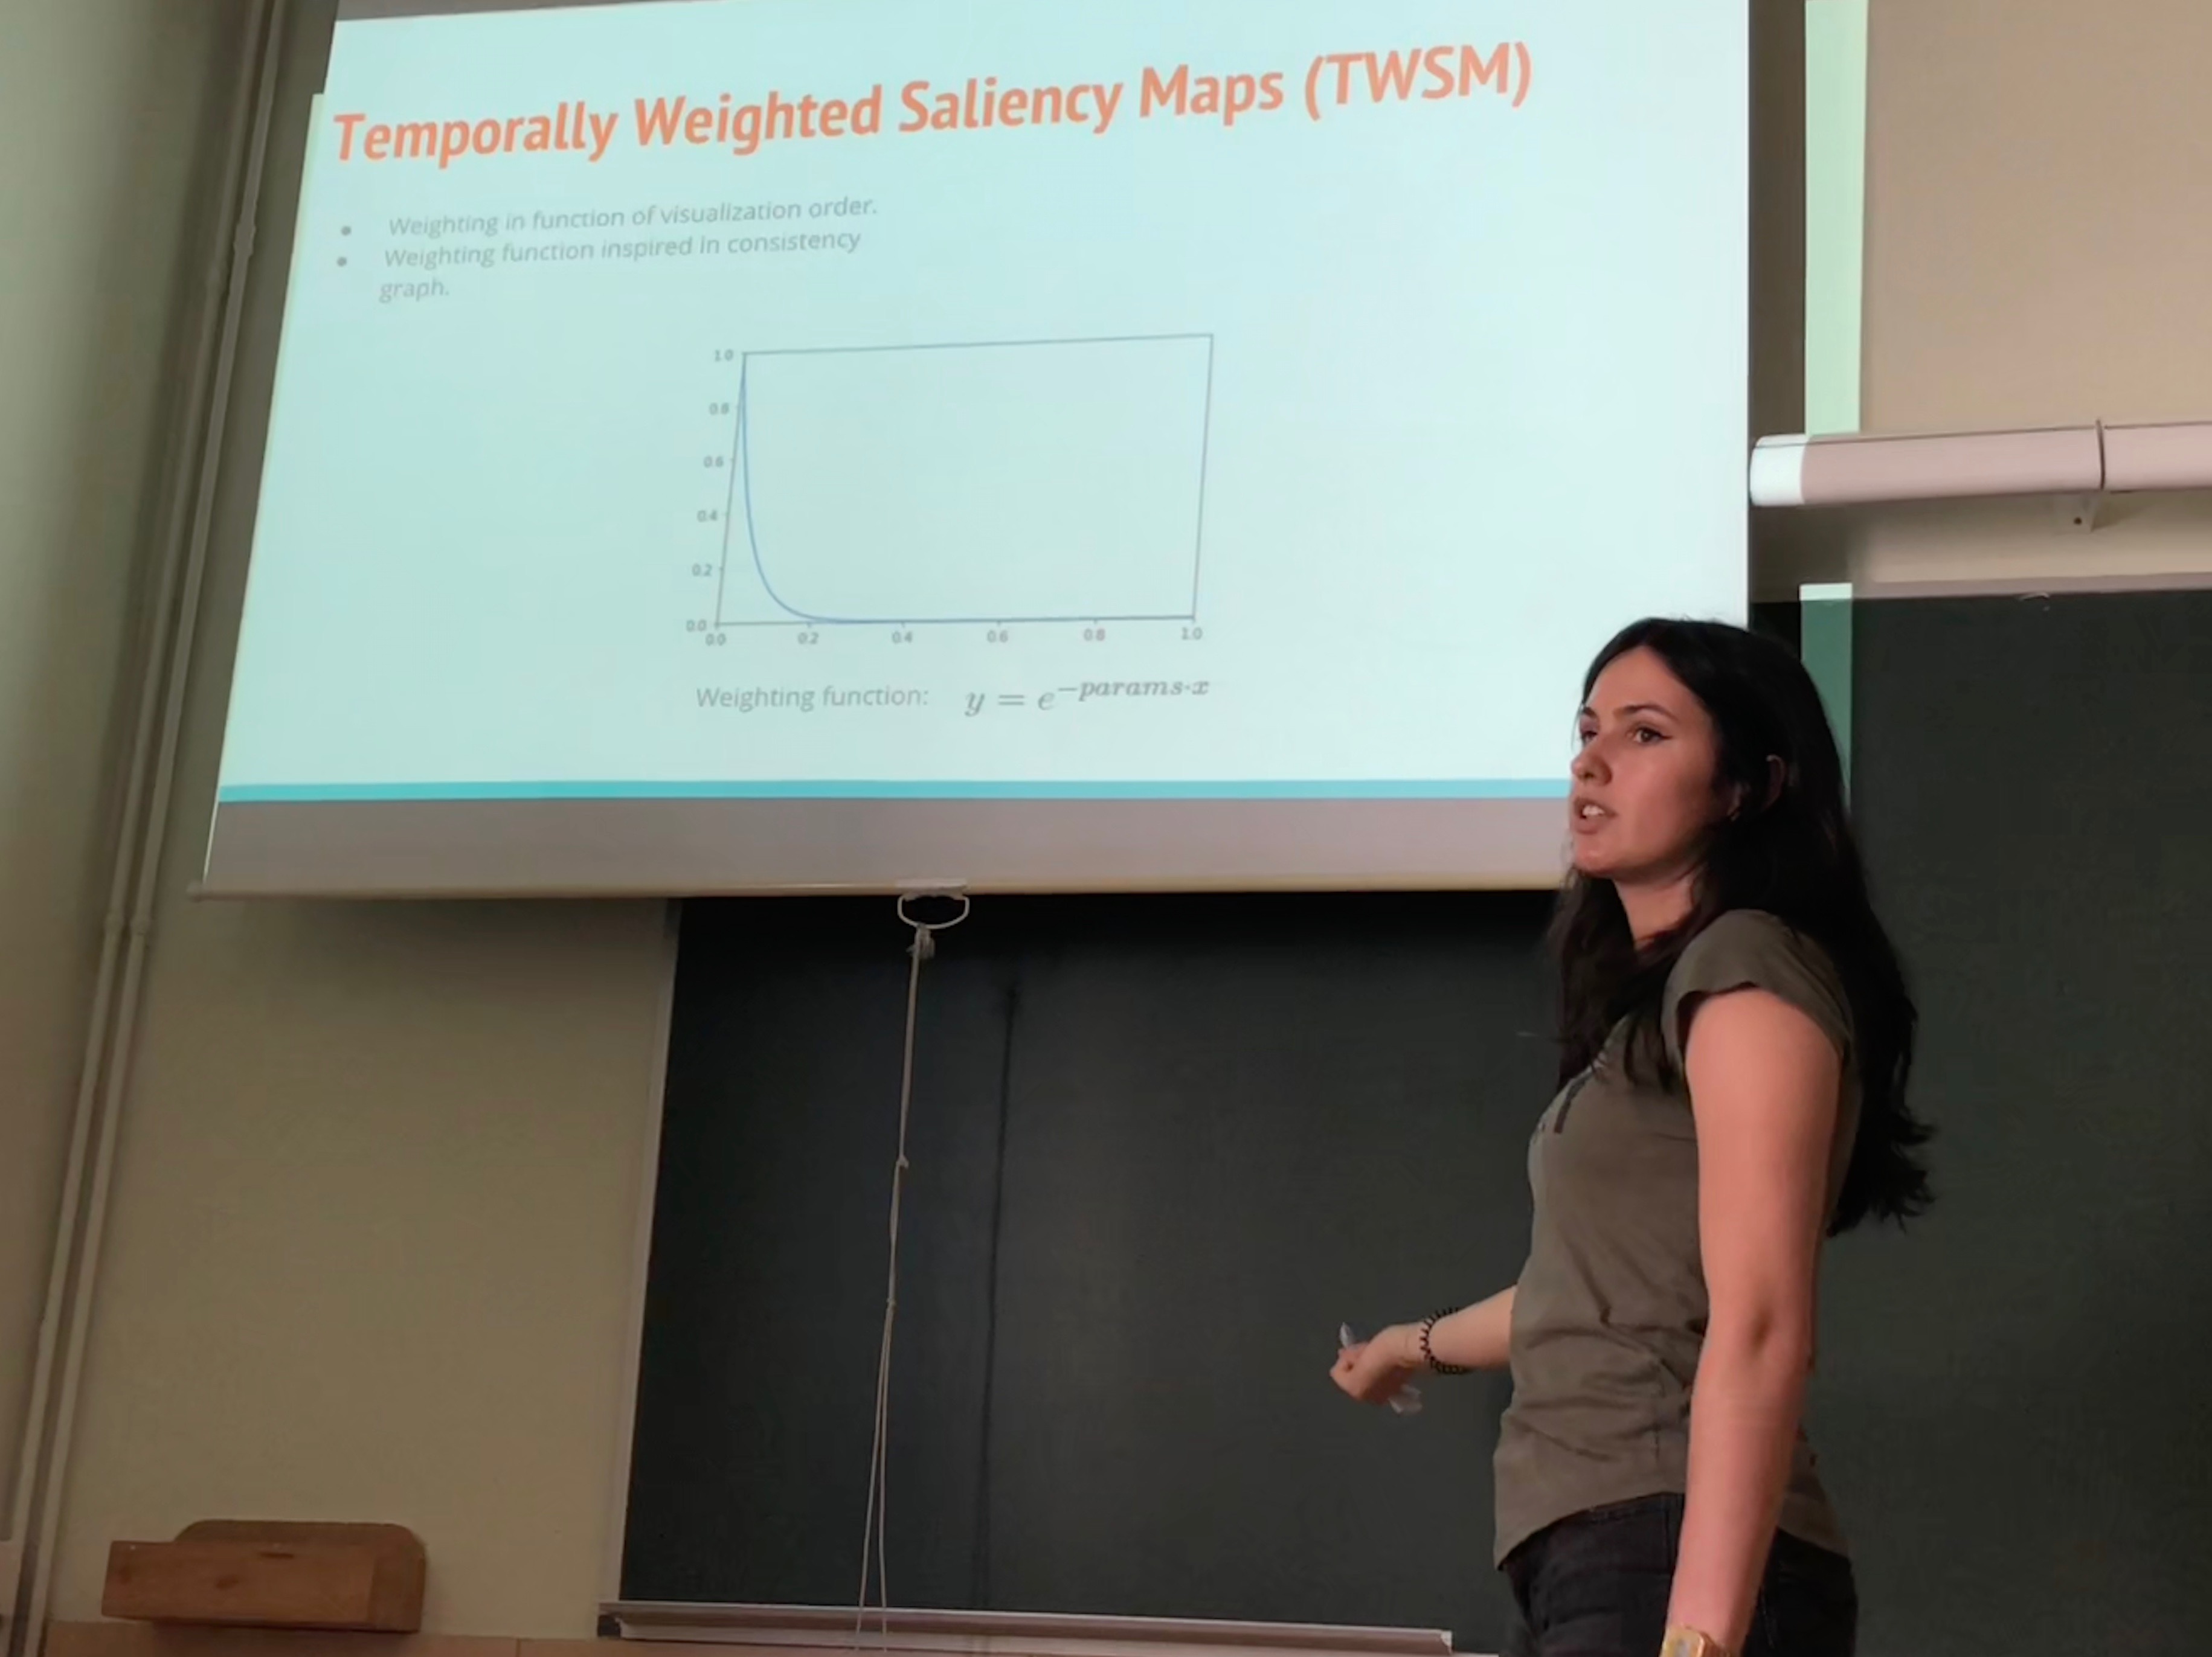 Temporally Weighted Saliency Maps (TWSM)
Weighting in function of visualization order.
Weighting function inspired in consistency
graph.
1.0
0.8
0.6
0.4
0.2
0.0
0.0 0.2 0.4 0.6 0.8 1.0
Weighting function: y = e^{-params·x}